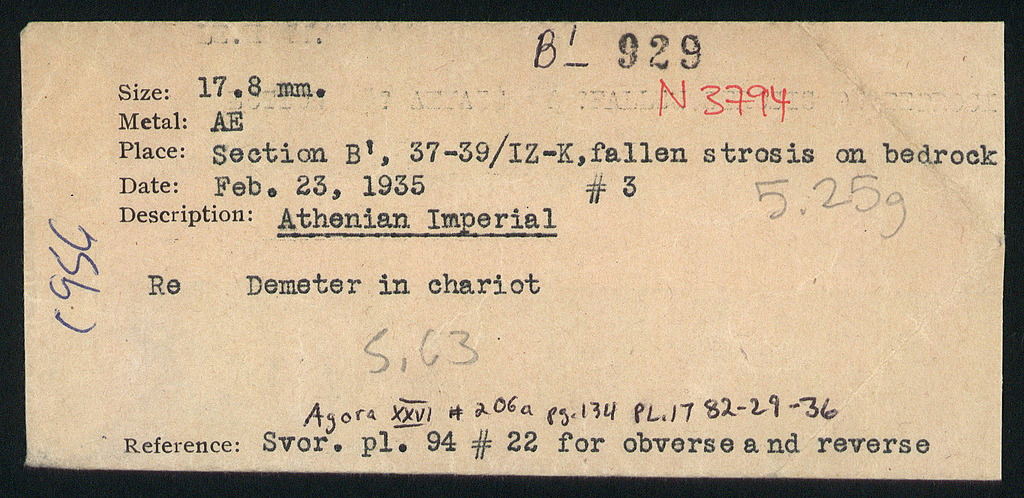 B'– 929
Size: 17.8 mm.
N 3794
Metal: AE
Place: Section B', 37-39/IZ-K, fallen strosis on bedrock
Date: Feb. 23, 1935 # 3
5.25g
Description: Athenian Imperial
Re Demeter in chariot
5,63
Agora XXVI # 206a pg.134 PL.17 82-29-36
Reference: Svor. pl. 94 # 22 for obverse and reverse